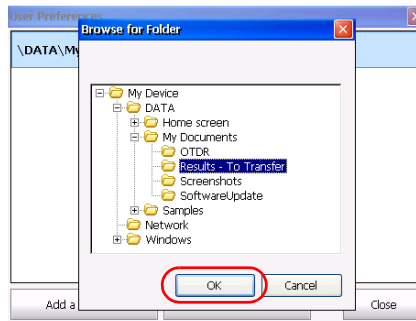 User Preferences
Browse for Folder
\DATA\My
My Device
DATA
Home screen
My Documents
OTDR
Results - To Transfer
Screenshots
SoftwareUpdate
Samples
Network
Windows
OK Cancel
Add a Close